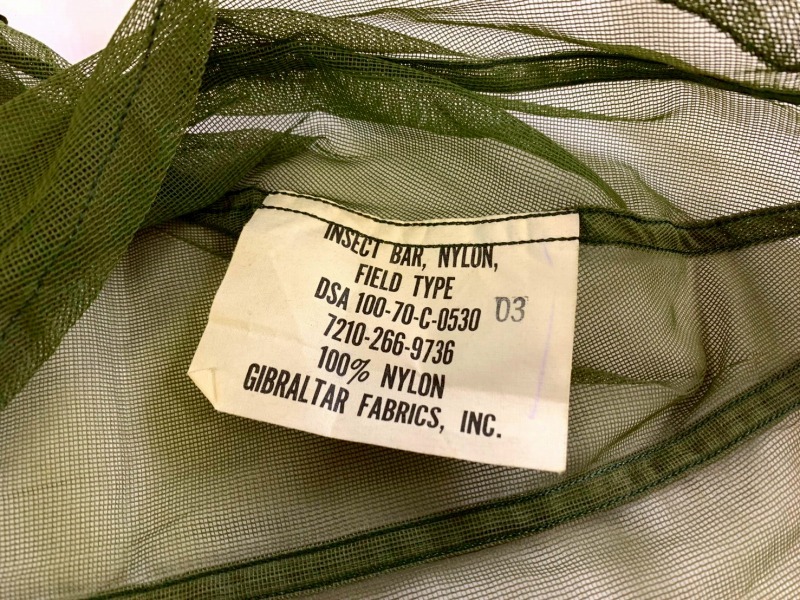 INSECT BAR, NYLON,
FIELD TYPE
DSA 100-70-C-0530 03
7210-266-9736
100% NYLON
GIBRALTAR FABRICS, INC.